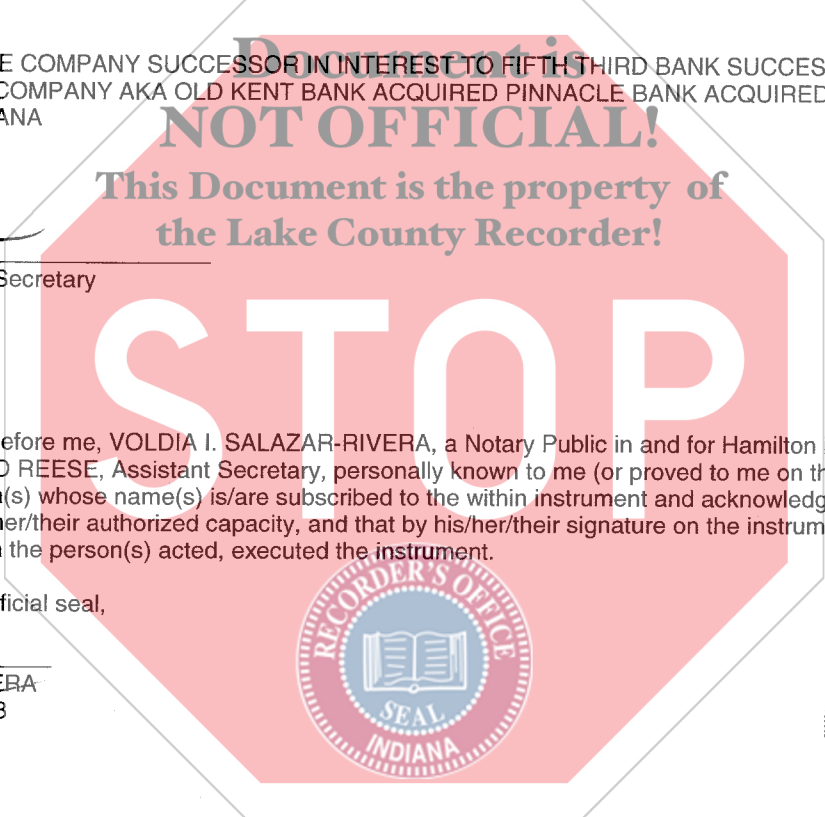 Document is
E COMPANY SUCCESSOR IN INTEREST TO FIFTH THIRD BANK SUCCES
COMPANY AKA OLD KENT BANK ACQUIRED PINNACLE BANK ACQUIRED
ANA
NOT OFFICIAL!
This Document is the property of
the Lake County Recorder!
Secretary
STOP
efore me, VOLDIA I. SALAZAR-RIVERA, a Notary Public in and for Hamilton
D REESE, Assistant Secretary, personally known to me (or proved to me on th
(s) whose name(s) is/are subscribed to the within instrument and acknowledg
er/their authorized capacity, and that by his/her/their signature on the instrum
the person(s) acted, executed the instrument.
ficial seal,
ERA
3
RECORDER'S OFFICE
SEAL
INDIANA